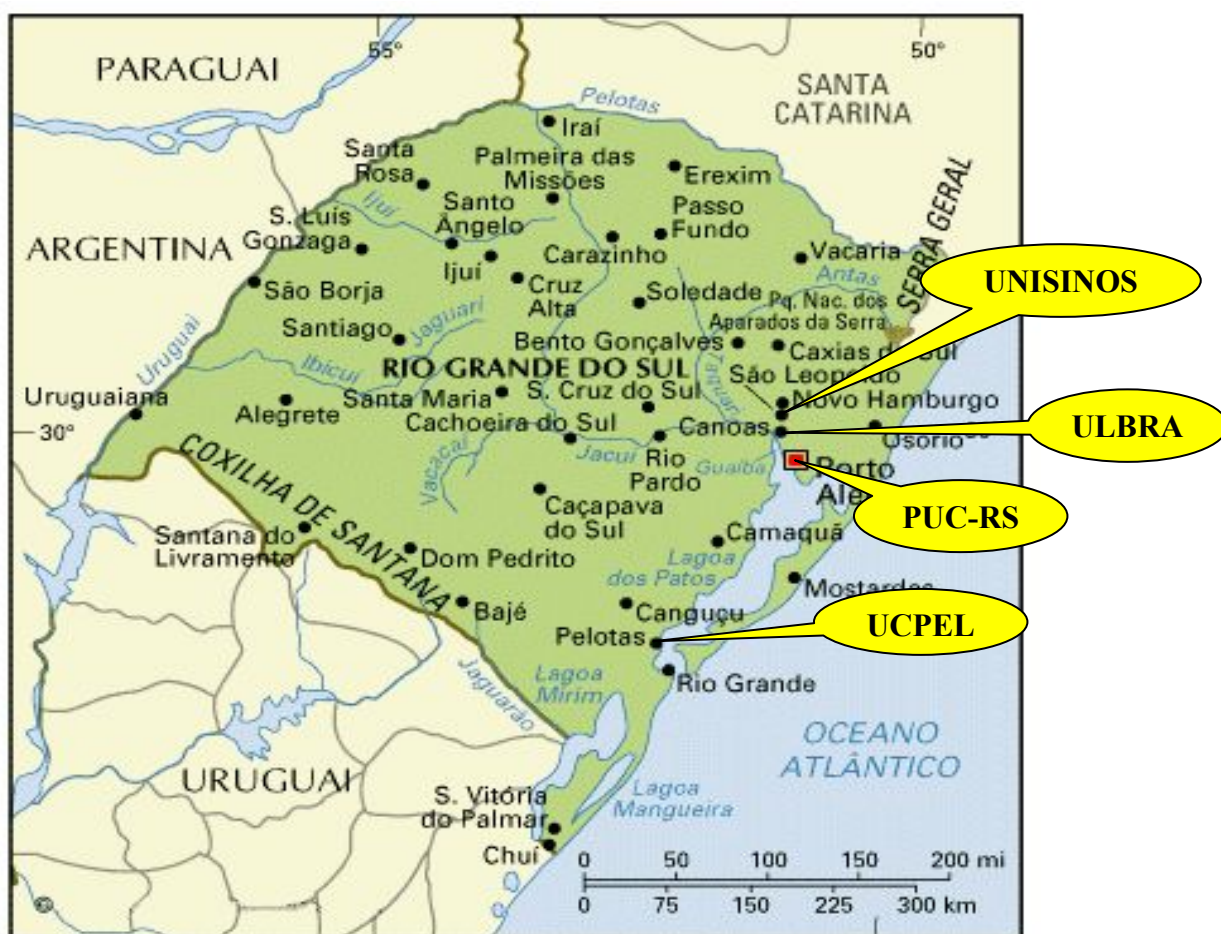 55°
50°
PARAGUAI
SANTA
CATARINA
Pelotas
Iraí
Santa
Rosa
Palmeira das
Missões
Erexim
Ijuí
Santo
Ângelo
Passo
Fundo
S. Luís
Gonzaga
ARGENTINA
Carazinho
Vacaria
SERRA GERAL
Ijuí
Antas
UNISINOS
São Borja
Cruz
Alta
Soledade
Pq. Nac. dos
Aparados da Serra
Santiago
Jaguari
Bento Gonçalves
Caxias do Sul
Uruguai
Ibicuí
RIO GRANDE DO SUL
Taquari
São Leopoldo
Uruguaiana
Alegrete
Santa Maria
S. Cruz do Sul
Novo Hamburgo
30°
Cachoeira do Sul
Canoas
Osório
ULBRA
Vacacaí
Jacuí
Rio
Pardo
Guaíba
Porto
Ale
COXILHA DE SANTANA
Caçapava
do Sul
PUC-RS
Santana do
Livramento
Dom Pedrito
Camaquã
Lagoa
dos Patos
Mostardas
Bajé
Canguçu
UCPEL
Pelotas
Jaguarão
Lagoa
Mirim
Rio Grande
OCEANO
ATLÂNTICO
URUGUAI
Lagoa
Mangueira
S. Vitória
do Palmar
Chuí
0 50 100 150 200 mi
0 75 150 225 300 km
©